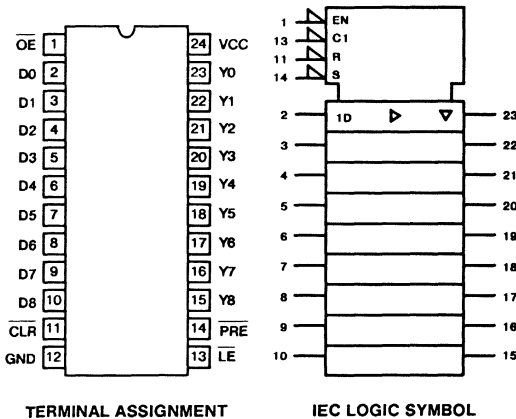 OE 1 24 VCC
D0 2 23 Y0
D1 3 22 Y1
D2 4 21 Y2
D3 5 20 Y3
D4 6 19 Y4
D5 7 18 Y5
D6 8 17 Y6
D7 9 16 Y7
D8 10 15 Y8
CLR 11 14 PRE
GND 12 13 LE
TERMINAL ASSIGNMENT
1 EN
13 C1
11 R
14 S
2 1D 23
3 22
4 21
5 20
6 19
7 18
8 17
9 16
10 15
IEC LOGIC SYMBOL